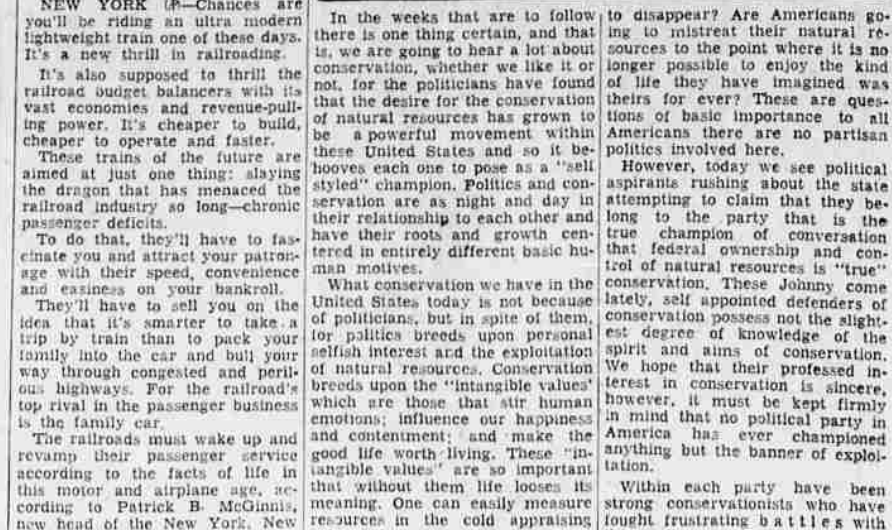 NEW YORK (AP)—Chances are
you'll be riding an ultra modern
lightweight train one of these days.
It's a new thrill in railroading.
It's also supposed to thrill the
railroad budget balancers with its
vast economies and revenue-pull-
ing power. It's cheaper to build,
cheaper to operate and faster.
These trains of the future are
aimed at just one thing: slaying
the dragon that has menaced the
railroad industry so long—chronic
passenger deficits.
To do that, they'll have to fas-
cinate you and attract your patron-
age with their speed, convenience
and easiness on your bankroll.
They'll have to sell you on the
idea that it's smarter to take a
trip by train than to pack your
family into the car and bull your
way through congested and peril-
ous highways. For the railroad's
top rival in the passenger business
is the family car.
The railroads must wake up and
revamp their passenger service
according to the facts of life in
this motor and airplane age, ac-
cording to Patrick B. McGinnis,
new head of the New York, New
In the weeks that are to follow
there is one thing certain, and that
is, we are going to hear a lot about
conservation, whether we like it or
not, for the politicians have found
that the desire for the conservation
of natural resources has grown to
be a powerful movement within
these United States and so it be-
hooves each one to pose as a "self
styled" champion. Politics and con-
servation are as night and day in
their relationship to each other and
have their roots and growth cen-
tered in entirely different basic hu-
man motives.
What conservation we have in the
United States today is not because
of politicians, but in spite of them,
for politics breeds upon personal
selfish interest and the exploitation
of natural resources. Conservation
breeds upon the "intangible values'
which are those that stir human
emotions; influence our happiness
and contentment; and make the
good life worth living. These "in-
tangible values" are so important
that without them life looses its
meaning. One can easily measure
resources in the cold appraising
to disappear? Are Americans go-
ing to mistreat their natural re-
sources to the point where it is no
longer possible to enjoy the kind
of life they have imagined was
theirs for ever? These are ques-
tions of basic importance to all
Americans there are no partisan
politics involved here.
However, today we see political
aspirants rushing about the state
attempting to claim that they be-
long to the party that is the
true champion of conversation
that federal ownership and con-
trol of natural resources is "true"
conservation. These Johnny come
lately, self appointed defenders of
conservation possess not the slight-
est degree of knowledge of the
spirit and aims of conservation.
We hope that their professed in-
terest in conservation is sincere,
however, it must be kept firmly
in mind that no political party in
America has ever championed
anything but the banner of exploi-
tation.
Within each party have been
strong conservationists who have
fought frustrating battles with